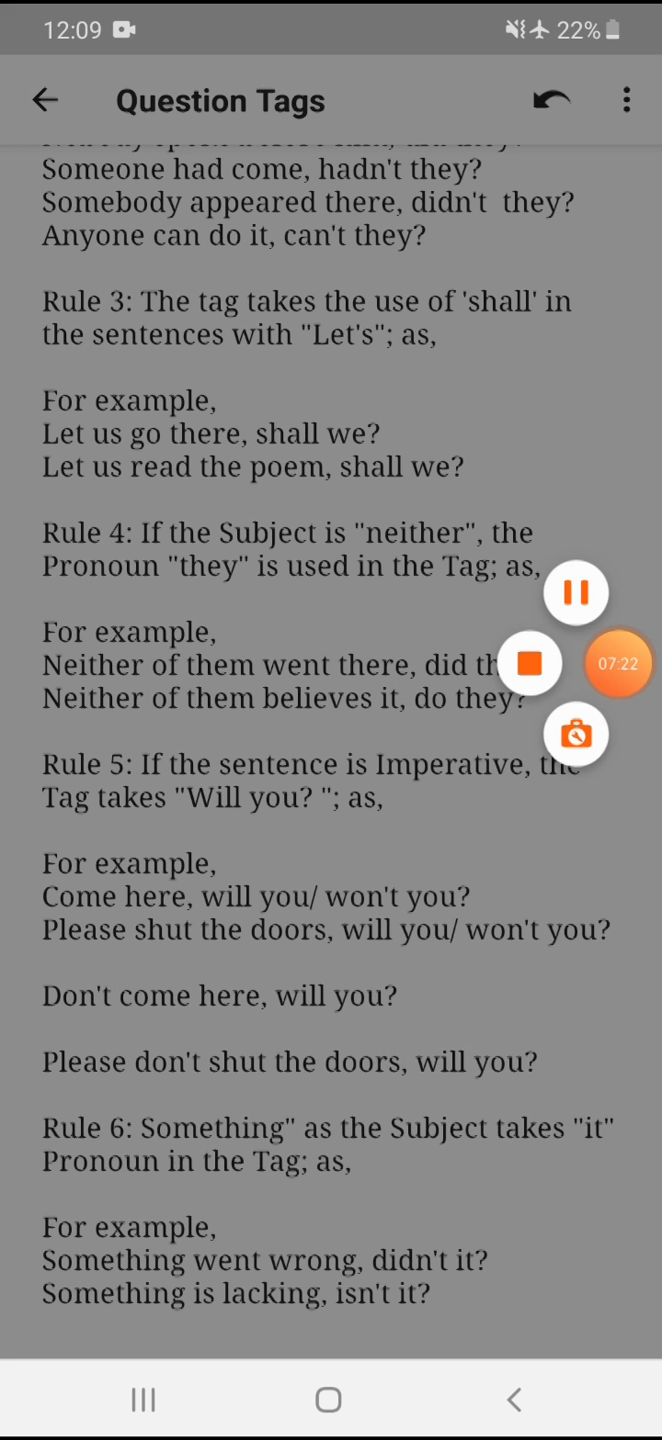 12:09
22%
Question Tags
Someone had come, hadn't they?
Somebody appeared there, didn't they?
Anyone can do it, can't they?
Rule 3: The tag takes the use of 'shall' in
the sentences with "Let's"; as,
For example,
Let us go there, shall we?
Let us read the poem, shall we?
Rule 4: If the Subject is "neither", the
Pronoun "they" is used in the Tag; as,
For example,
Neither of them went there, did
07:22
Neither of them believes it, do they?
Rule 5: If the sentence is Imperative, the
Tag takes "Will you? "; as,
For example,
Come here, will you/ won't you?
Please shut the doors, will you/ won't you?
Don't come here, will you?
Please don't shut the doors, will you?
Rule 6: Something" as the Subject takes "it"
Pronoun in the Tag; as,
For example,
Something went wrong, didn't it?
Something is lacking, isn't it?